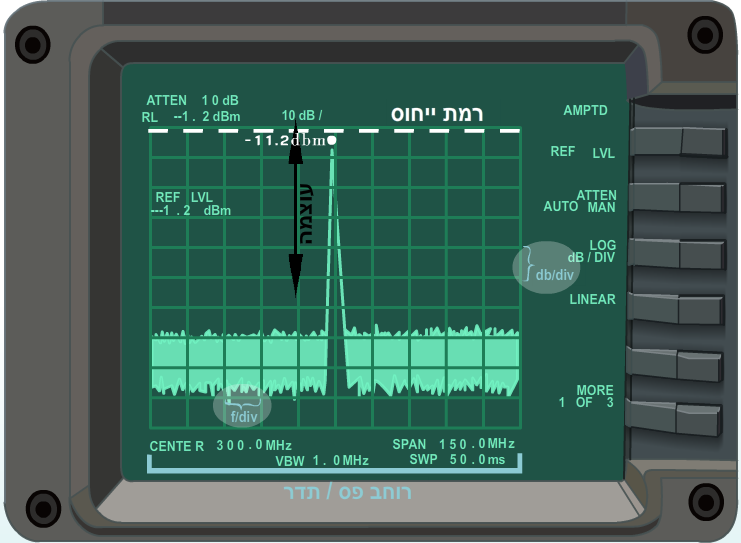 ATTEN 10 dB
RL --1.2 dBm
10 dB /
רמת ייחוס
-11.2dbm
עוצמה
REF LVL
---1.2 dBm
AMPTD
REF LVL
ATTEN
AUTO MAN
LOG
dB / DIV
db/div
LINEAR
MORE
1 OF 3
f/div
CENTER 300.0MHz
SPAN 150.0MHz
VBW 1.0MHz
SWP 50.0ms
רוחב פס / תדר